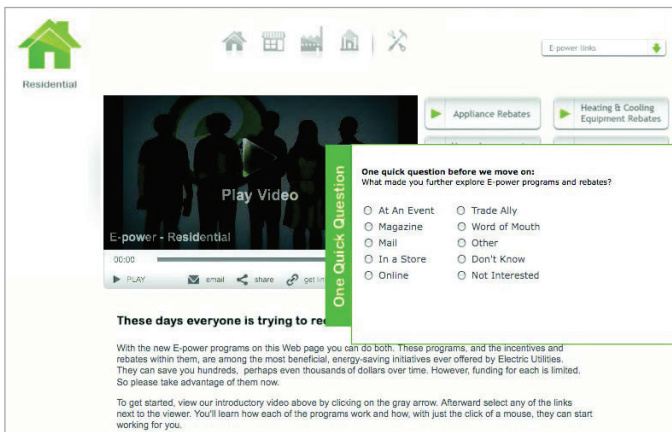 E-power links
Residential
Appliance Rebates
Heating & Cooling
Equipment Rebates
Play Video
E-power - Residential
00:00
PLAY
email
share
get lin
One Quick Question
One quick question before we move on:
What made you further explore E-power programs and rebates?
At An Event
Trade Ally
Magazine
Word of Mouth
Mail
Other
In a Store
Don't Know
Online
Not Interested
These days everyone is trying to re
With the new E-power programs on this Web page you can do both. These programs, and the incentives and
rebates within them, are among the most beneficial, energy-saving initiatives ever offered by Electric Utilities.
They can save you hundreds, perhaps even thousands of dollars over time. However, funding for each is limited.
So please take advantage of them now.
To get started, view our introductory video above by clicking on the gray arrow. Afterward select any of the links
next to the viewer. You'll learn how each of the programs work and how, with just the click of a mouse, they can start
working for you.